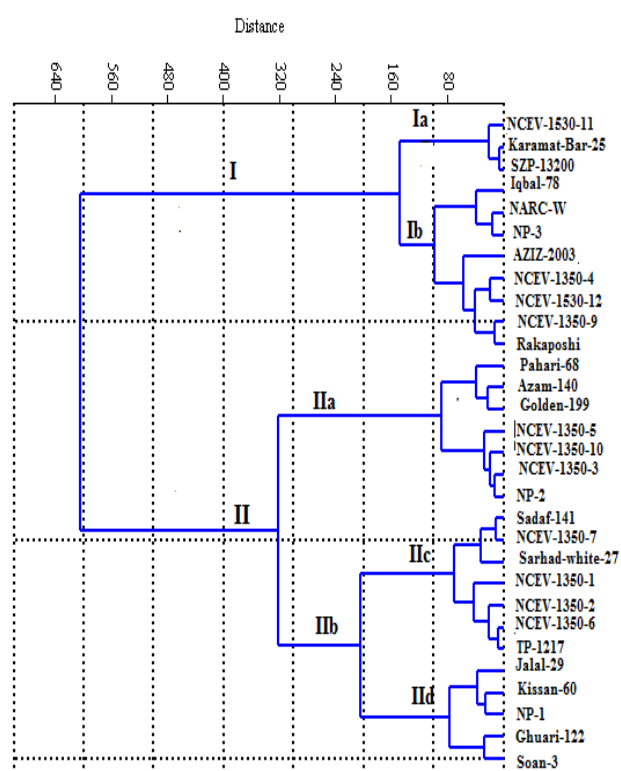 Distance
640
560
480
400
320
240
160
80
Ia
NCEV-1530-11
Karamat-Bar-25
SZP-13200
I
Iqbal-78
NARC-W
Ib
NP-3
AZIZ-2003
NCEV-1350-4
NCEV-1530-12
NCEV-1350-9
Rakaposhi
Pahari-68
Azam-140
IIa
Golden-199
NCEV-1350-5
NCEV-1350-10
NCEV-1350-3
NP-2
II
Sadaf-141
NCEV-1350-7
IIc
Sarhad-white-27
NCEV-1350-1
NCEV-1350-2
IIb
NCEV-1350-6
TP-1217
Jalal-29
Kissan-60
IId
NP-1
Ghuari-122
Soan-3